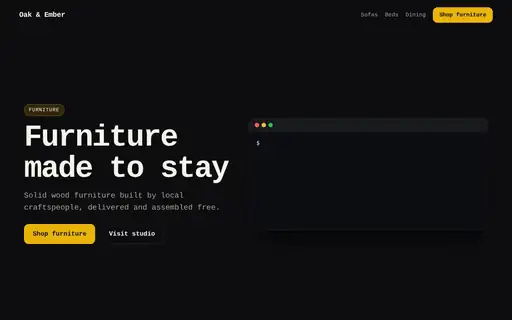 Oak & Ember
Sofas Beds Dining Shop furniture
FURNITURE
Furniture
made to stay
Solid wood furniture built by local
craftspeople, delivered and assembled free.
Shop furniture Visit studio
$